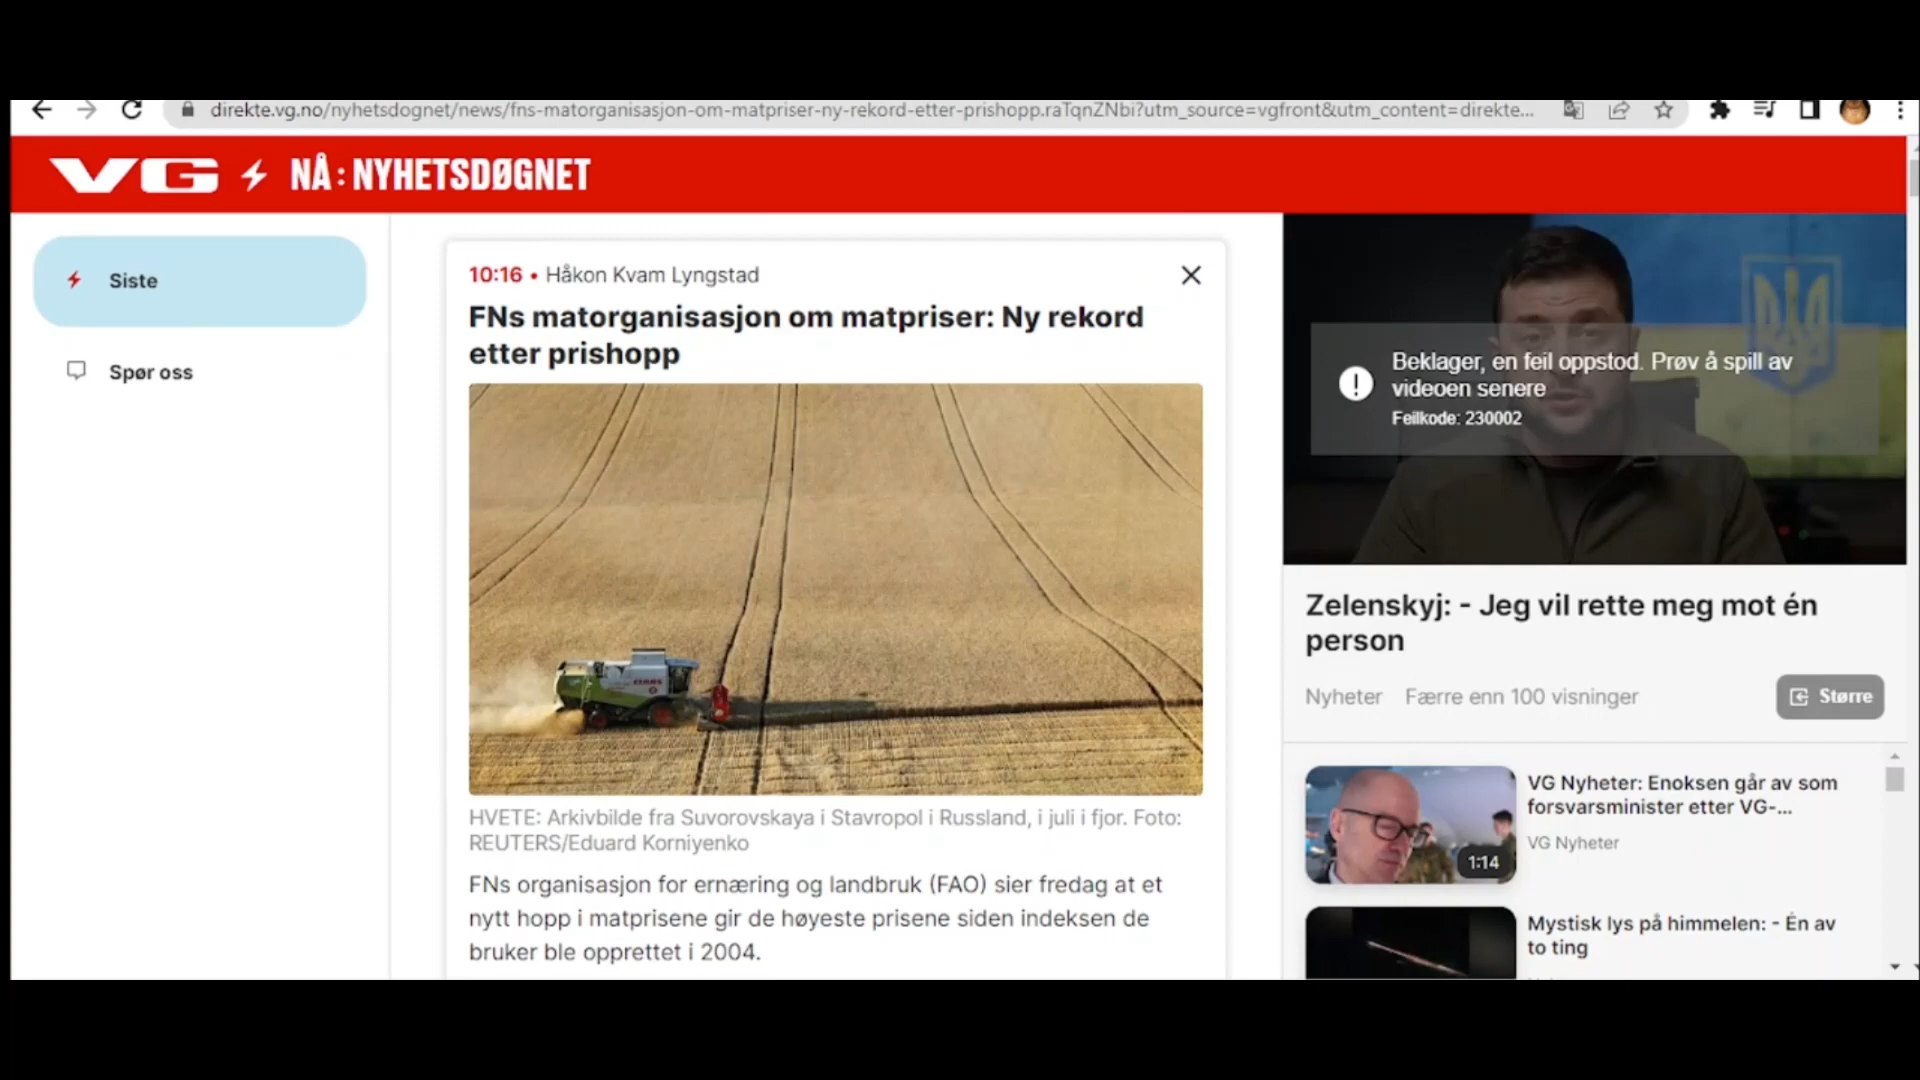 direkte.vg.no/nyhetsdognet/news/fns-matorganisasjon-om-matpriser-ny-rekord-etter-prishopp.raTqnZNbi?utm_source=vgfront&utm_content=direkte...
VG NÅ: NYHETSDØGNET
Siste
Spør oss
10:16 • Håkon Kvam Lyngstad
FNs matorganisasjon om matpriser: Ny rekord
etter prishopp
CLAAS
HVETE: Arkivbilde fra Suvorovskaya i Stavropol i Russland, i juli i fjor. Foto:
REUTERS/Eduard Korniyenko
FNs organisasjon for ernæring og landbruk (FAO) sier fredag at et
nytt hopp i matprisene gir de høyeste prisene siden indeksen de
bruker ble opprettet i 2004.
Beklager, en feil oppstod. Prøv å spill av
videoen senere
Feilkode: 230002
Zelenskyj: - Jeg vil rette meg mot én
person
Nyheter Færre enn 100 visninger
Større
VG Nyheter: Enoksen går av som
forsvarsminister etter VG-...
VG Nyheter
1:14
Mystisk lys på himmelen: - Én av
to ting